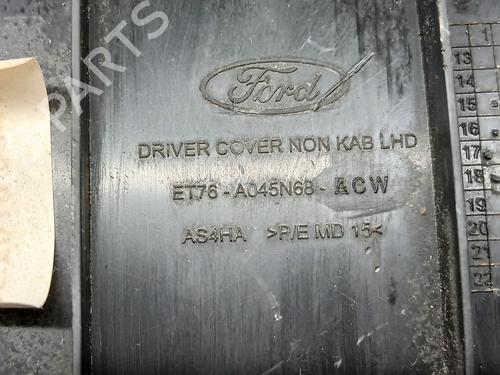 Ford
DRIVER COVER NON KAB LHD
ET76 - A045N68 - ACW
AS4HA >P/E MD 15<
1
13
14
15
16
17
18
19
20
21
22